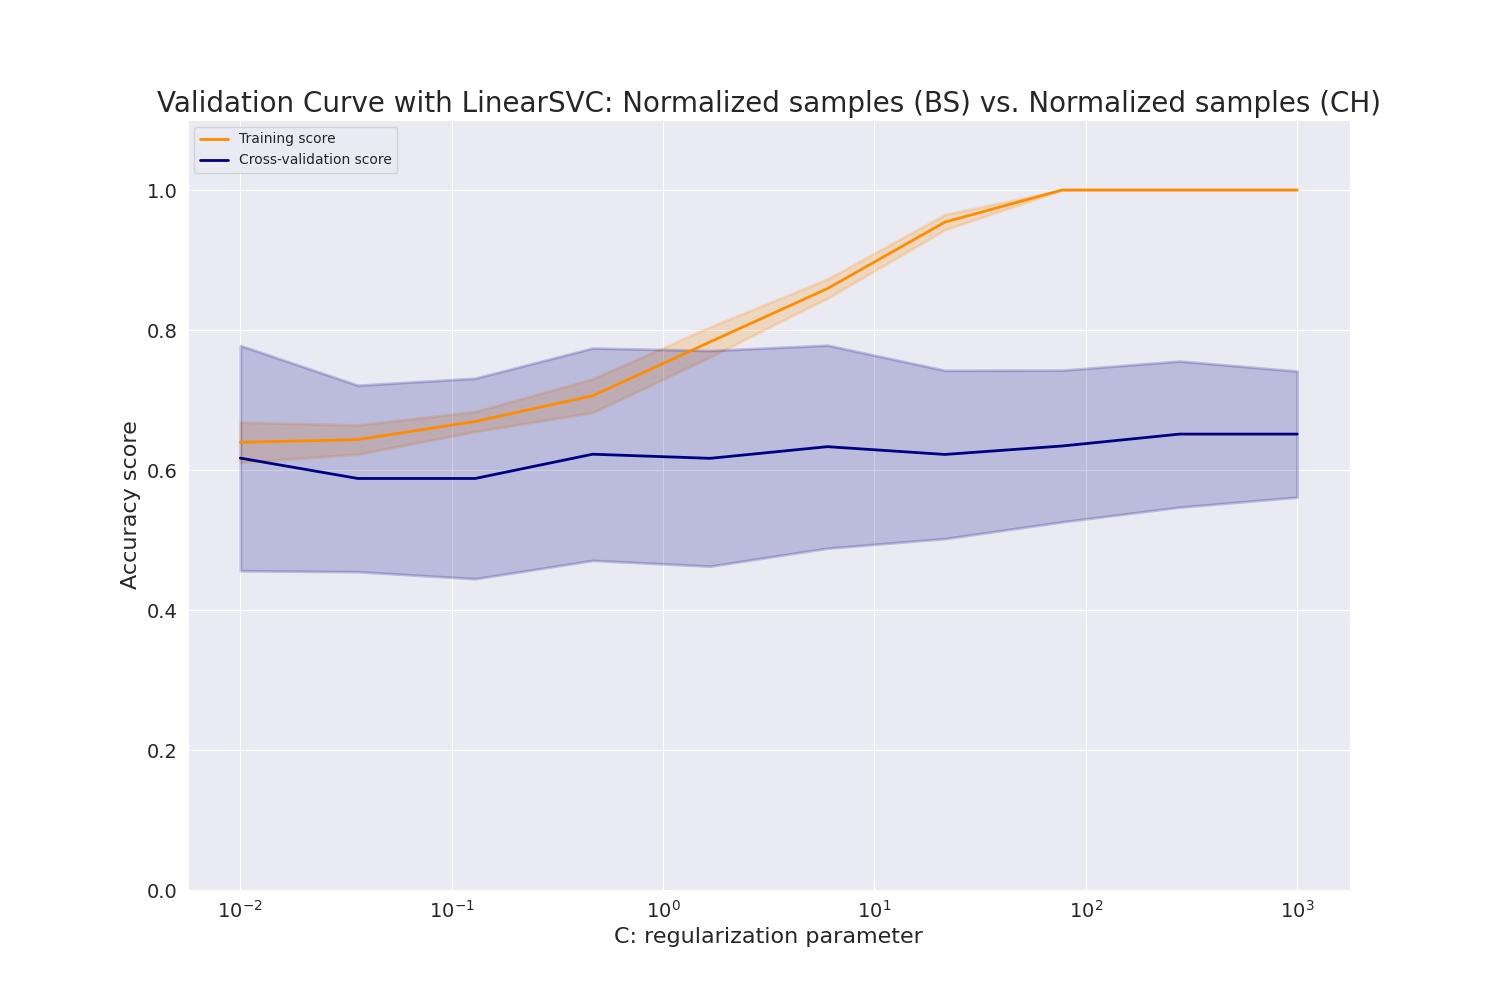 Validation Curve with LinearSVC: Normalized samples (BS) vs. Normalized samples (CH)
Training score
Cross-validation score
1.0
0.8
0.6
0.4
0.2
0.0
Accuracy score
10⁻² 10⁻¹ 10⁰ 10¹ 10² 10³
C: regularization parameter